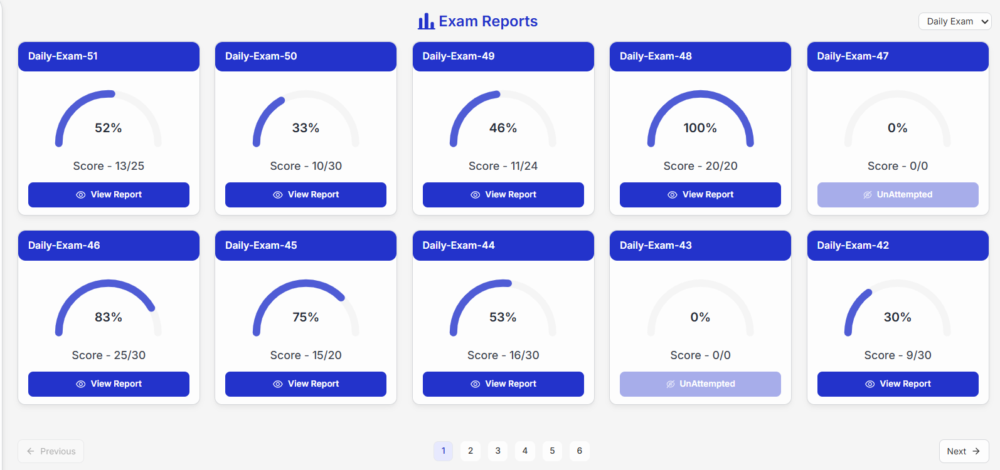 Exam Reports
Daily Exam
Daily-Exam-51
52%
Score - 13/25
View Report
Daily-Exam-50
33%
Score - 10/30
View Report
Daily-Exam-49
46%
Score - 11/24
View Report
Daily-Exam-48
100%
Score - 20/20
View Report
Daily-Exam-47
0%
Score - 0/0
UnAttempted
Daily-Exam-46
83%
Score - 25/30
View Report
Daily-Exam-45
75%
Score - 15/20
View Report
Daily-Exam-44
53%
Score - 16/30
View Report
Daily-Exam-43
0%
Score - 0/0
UnAttempted
Daily-Exam-42
30%
Score - 9/30
View Report
Previous
1 2 3 4 5 6
Next